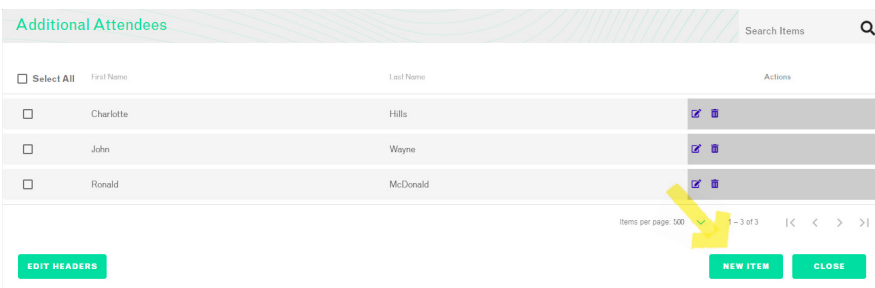 Additional Attendees
Search Items
Select All First Name Last Name Actions
Charlotte Hills
John Wayne
Ronald McDonald
Items per page: 500 1 – 3 of 3
EDIT HEADERS NEW ITEM CLOSE